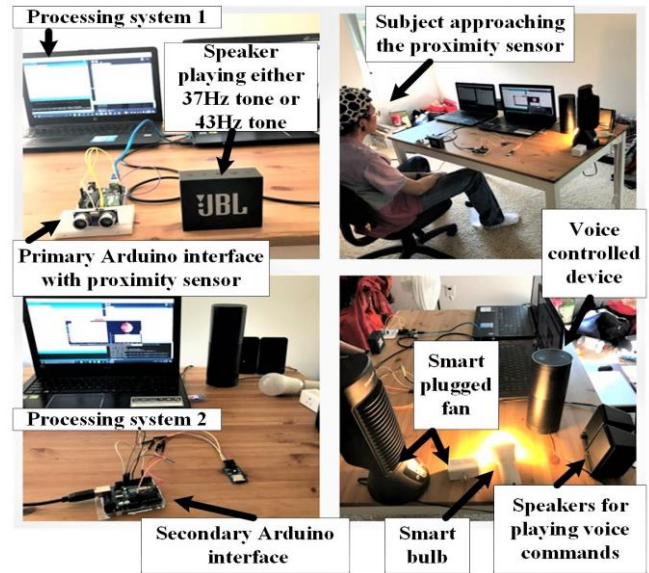 Processing system 1
Speaker
playing either
37Hz tone or
43Hz tone
JBL
Primary Arduino interface
with proximity sensor
Subject approaching
the proximity sensor
Voice
controlled
device
Processing system 2
Secondary Arduino
interface
Smart
plugged
fan
Smart
bulb
Speakers for
playing voice
commands